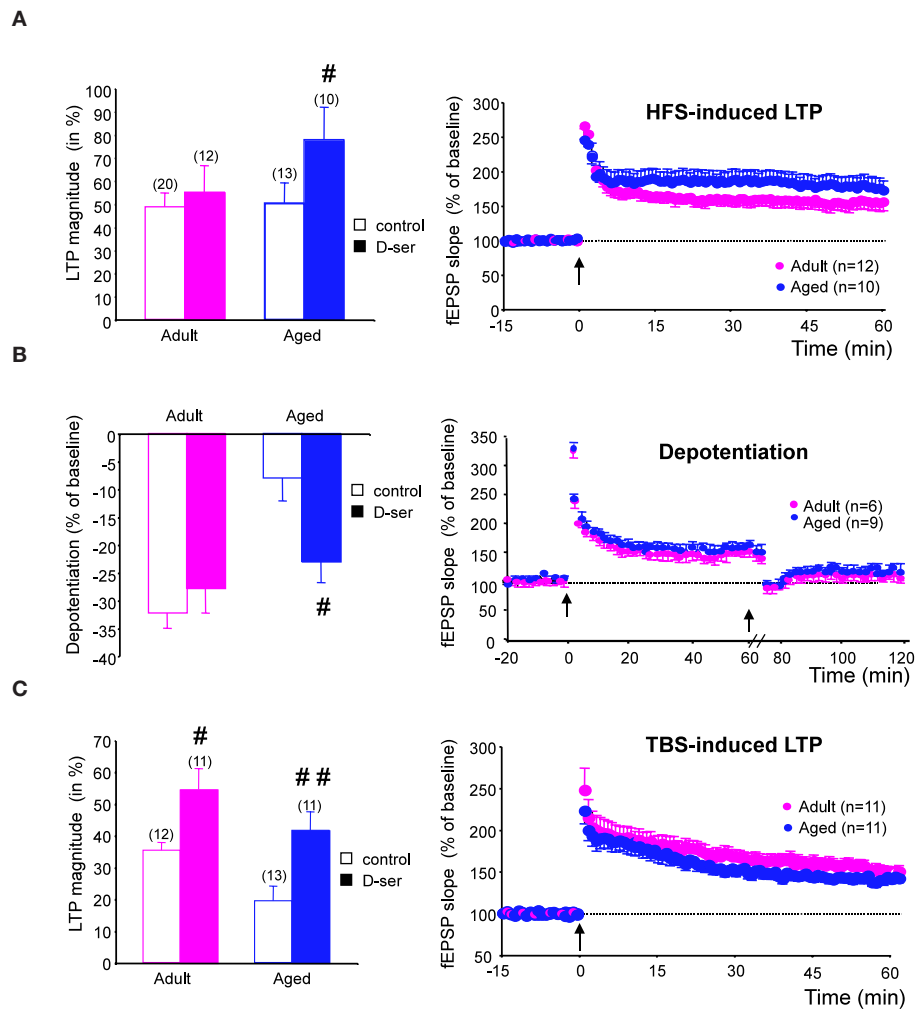 A
LTP magnitude (in %)
100
90
80
70
60
50
40
30
20
10
0
(20)
(12)
(13)
(10)
#
control
D-ser
Adult
Aged
HFS-induced LTP
fEPSP slope (% of baseline)
300
250
200
150
100
50
-15
0
15
30
45
60
Time (min)
Adult (n=12)
Aged (n=10)
B
Depotentiation (% of baseline)
Adult
Aged
0
-5
-10
-15
-20
-25
-30
-35
-40
#
control
D-ser
Depotentiation
fEPSP slope (% of baseline)
350
300
250
200
150
100
50
0
-20
0
20
40
60
80
100
120
Time (min)
Adult (n=6)
Aged (n=9)
C
LTP magnitude (in %)
70
60
50
40
30
20
10
0
(12)
#
(11)
(13)
# #
(11)
control
D-ser
Adult
Aged
TBS-induced LTP
fEPSP slope (% of baseline)
300
250
200
150
100
50
-15
0
15
30
45
60
Time (min)
Adult (n=11)
Aged (n=11)